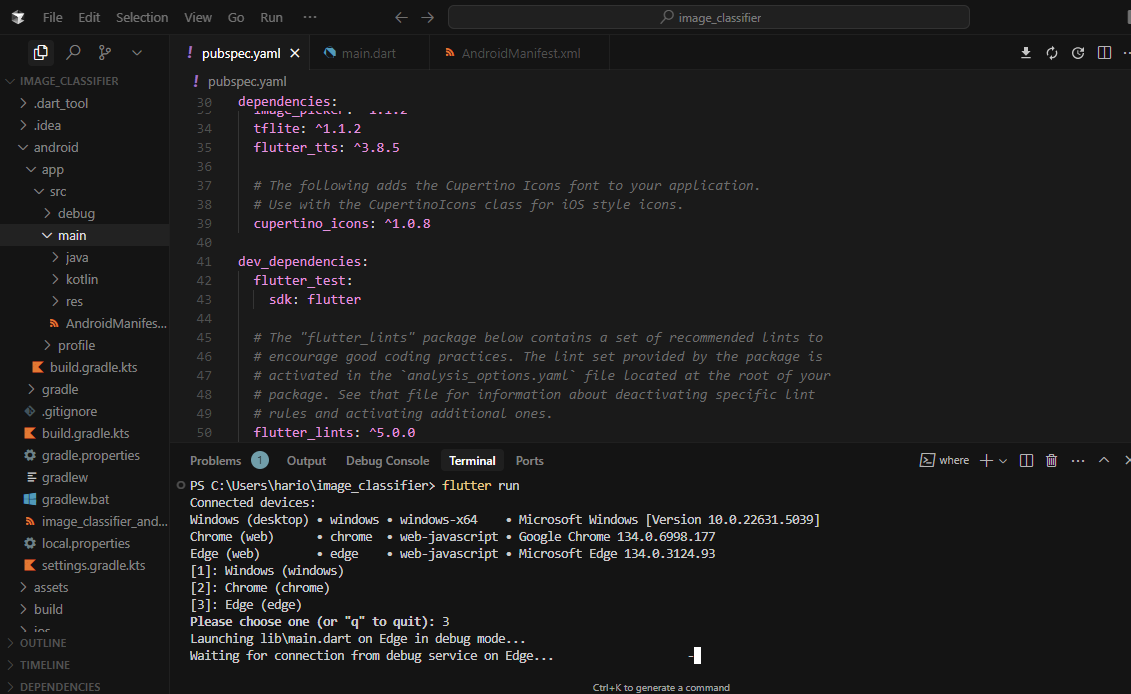 File Edit Selection View Go Run ··· ← → image_classifier
pubspec.yaml × main.dart AndroidManifest.xml
IMAGE_CLASSIFIER
.dart_tool
.idea
android
app
src
debug
main
java
kotlin
res
AndroidManifes...
profile
build.gradle.kts
gradle
.gitignore
build.gradle.kts
gradle.properties
gradlew
gradlew.bat
image_classifier_and...
local.properties
settings.gradle.kts
assets
build
ios
OUTLINE
TIMELINE
DEPENDENCIES
! pubspec.yaml
30 dependencies:
33 image_picker: ^1.1.2
34 tflite: ^1.1.2
35 flutter_tts: ^3.8.5
36
37 # The following adds the Cupertino Icons font to your application.
38 # Use with the CupertinoIcons class for iOS style icons.
39 cupertino_icons: ^1.0.8
40
41 dev_dependencies:
42 flutter_test:
43 sdk: flutter
44
45 # The "flutter_lints" package below contains a set of recommended lints to
46 # encourage good coding practices. The lint set provided by the package is
47 # activated in the `analysis_options.yaml` file located at the root of your
48 # package. See that file for information about deactivating specific lint
49 # rules and activating additional ones.
50 flutter_lints: ^5.0.0
Problems 1 Output Debug Console Terminal Ports where
PS C:\Users\hario\image_classifier> flutter run
Connected devices:
Windows (desktop) • windows • windows-x64 • Microsoft Windows [Version 10.0.22631.5039]
Chrome (web) • chrome • web-javascript • Google Chrome 134.0.6998.177
Edge (web) • edge • web-javascript • Microsoft Edge 134.0.3124.93
[1]: Windows (windows)
[2]: Chrome (chrome)
[3]: Edge (edge)
Please choose one (or "q" to quit): 3
Launching lib\main.dart on Edge in debug mode...
Waiting for connection from debug service on Edge... -
Ctrl+K to generate a command